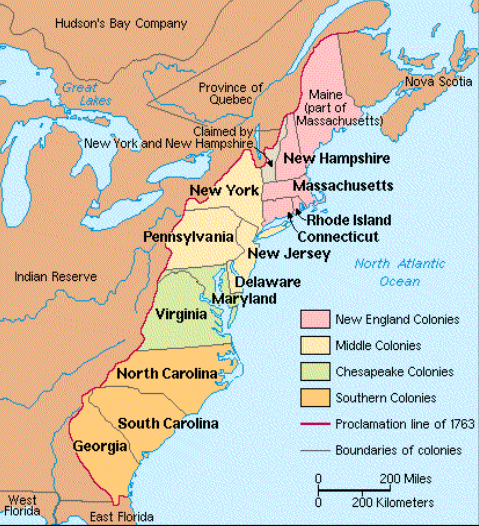 Hudson's Bay Company
Nova Scotia
Great
Lakes
Province of
Quebec
Maine
(part of
Massachusetts)
Claimed by
New York and New Hampshire
New Hampshire
New York
Massachusetts
Rhode Island
Connecticut
Pennsylvania
New Jersey
North Atlantic
Ocean
Indian Reserve
Delaware
Maryland
Virginia
New England Colonies
Middle Colonies
Chesapeake Colonies
Southern Colonies
Proclamation line of 1763
Boundaries of colonies
North Carolina
South Carolina
Georgia
0 200 Miles
0 200 Kilometers
West
Florida
East Florida